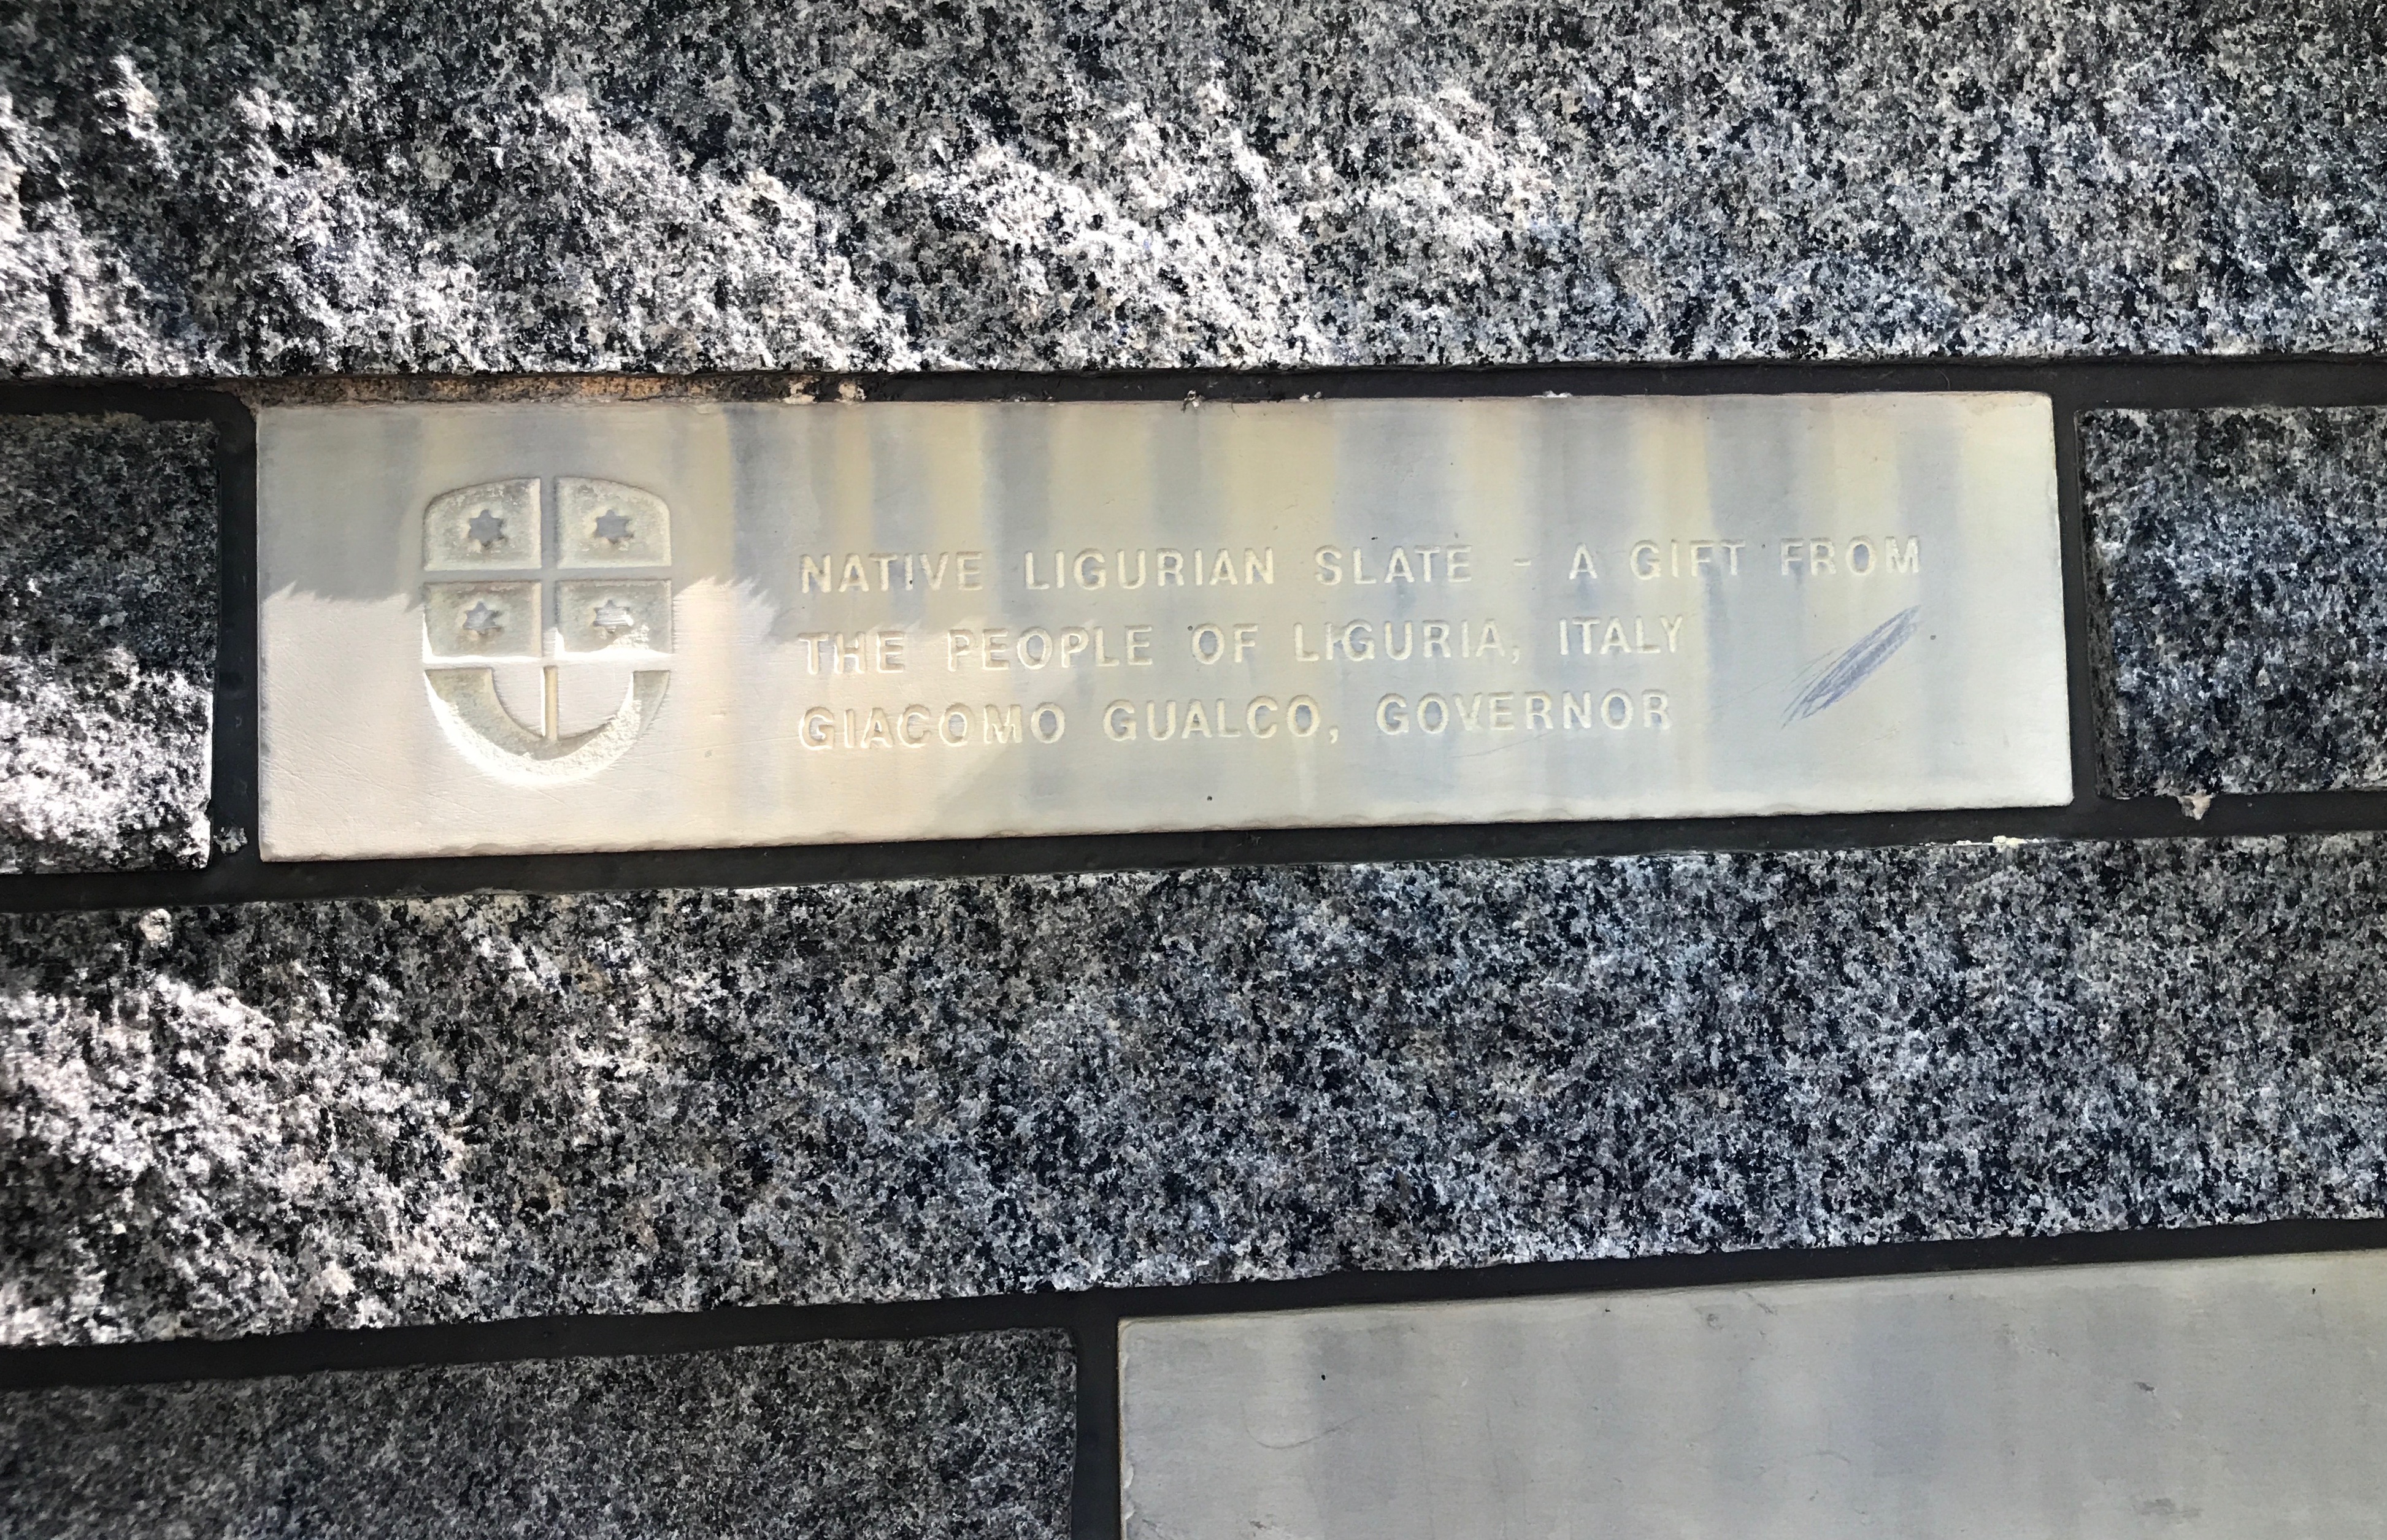 NATIVE LIGURIAN SLATE - A GIFT FROM
THE PEOPLE OF LIGURIA, ITALY
GIACOMO GUALCO, GOVERNOR